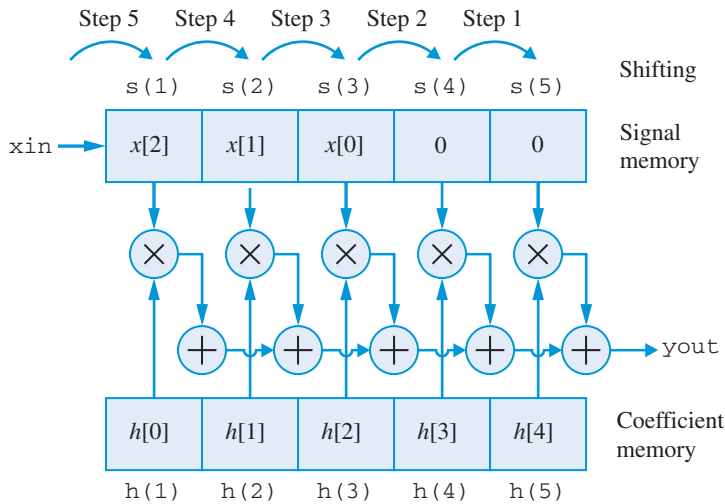 Step 5 Step 4 Step 3 Step 2 Step 1
s(1) s(2) s(3) s(4) s(5) Shifting
xin x[2] x[1] x[0] 0 0 Signal
memory
yout
h[0] h[1] h[2] h[3] h[4] Coefficient
memory
h(1) h(2) h(3) h(4) h(5)